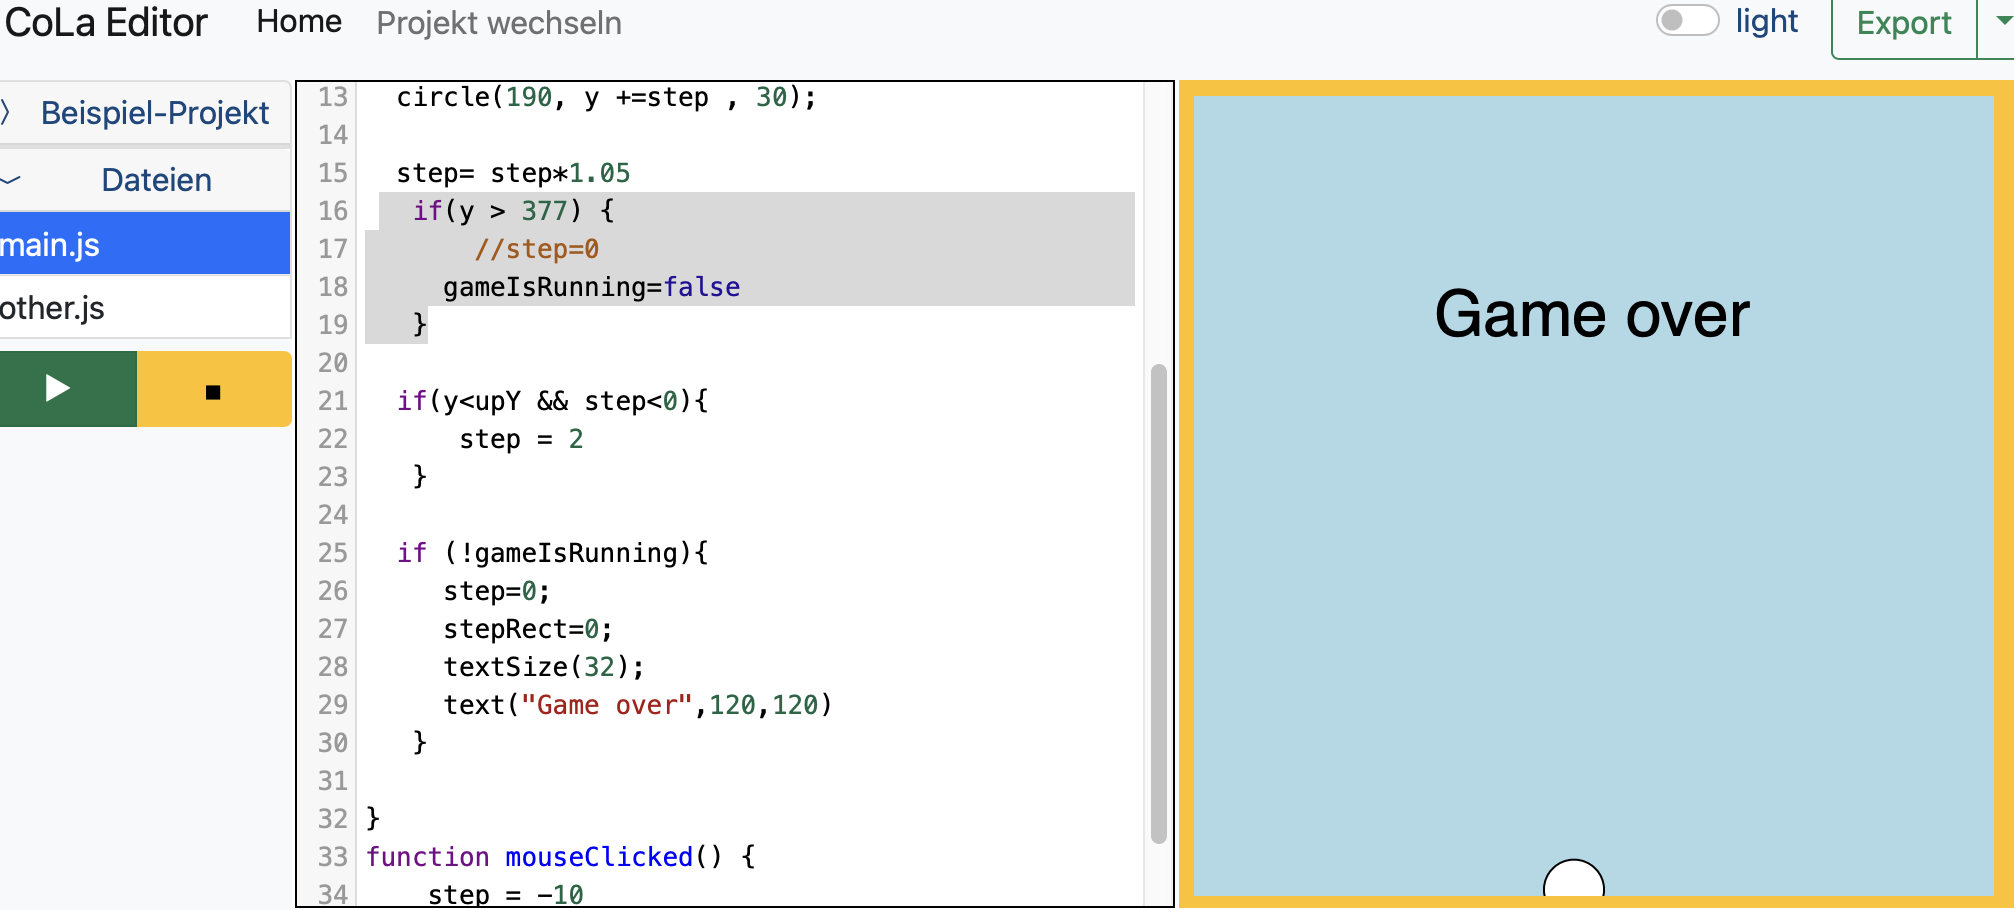 CoLa Editor Home Projekt wechseln light Export
Beispiel-Projekt
Dateien
main.js
other.js
13 circle(190, y +=step , 30);
14
15 step= step*1.05
16 if(y > 377) {
17 //step=0
18 gameIsRunning=false
19 }
20
21 if(y<upY && step<0){
22 step = 2
23 }
24
25 if (!gameIsRunning){
26 step=0;
27 stepRect=0;
28 textSize(32);
29 text("Game over",120,120)
30 }
31
32 }
33 function mouseClicked() {
34 step = -10
Game over